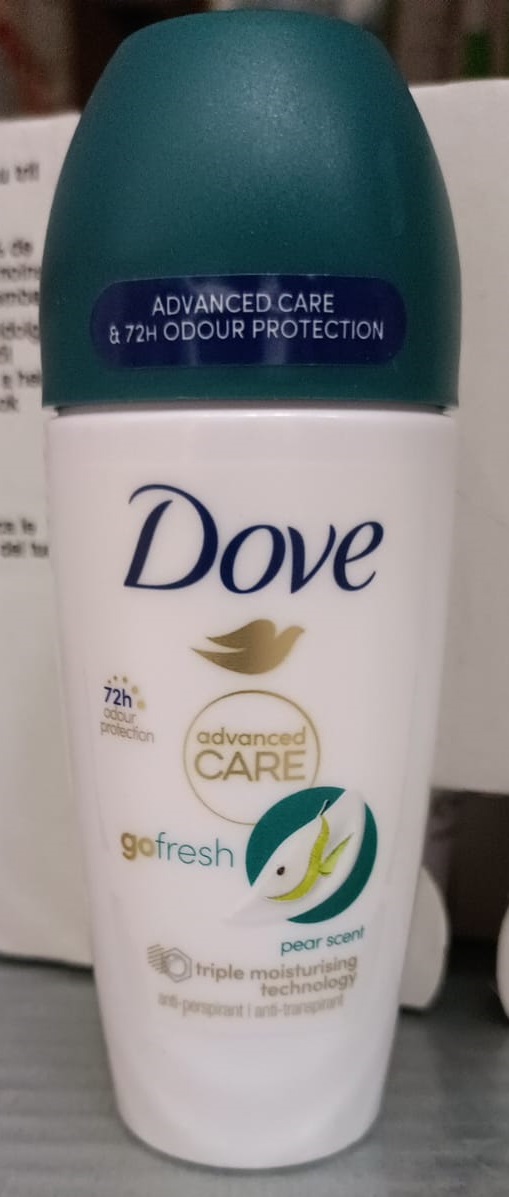 ADVANCED CARE
& 72H ODOUR PROTECTION
Dove
72h
odour
protection
advanced
CARE
gofresh
pear scent
triple moisturising
technology
anti-perspirant | anti-transpirant